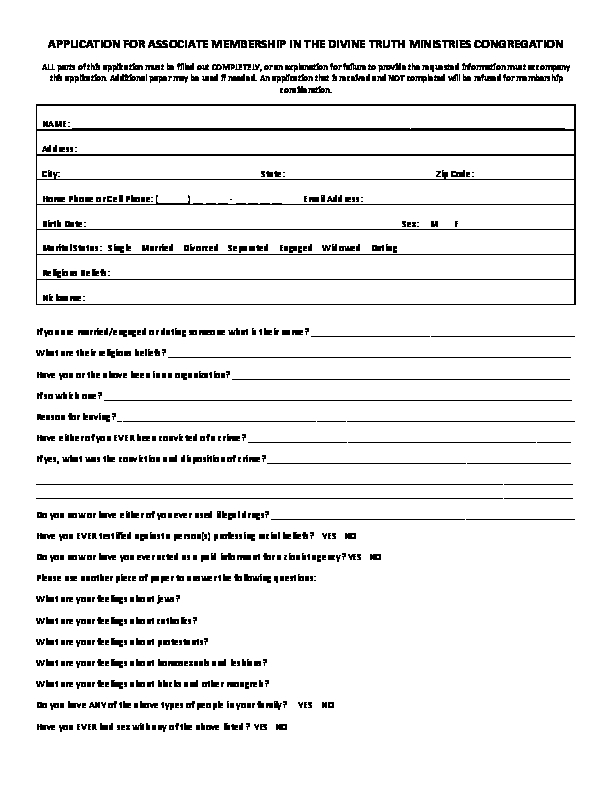 APPLICATION FOR ASSOCIATE MEMBERSHIP IN THE DIVINE TRUTH MINISTRIES CONGREGATION
ALL parts of this application must be filled out COMPLETELY, or an explanation for failure to provide the requested information must accompany
this application. Additional paper may be used if needed. An application that is received and NOT completed will be refused for membership
consideration.
NAME:
Address:
City: State: Zip Code:
Home Phone or Cell Phone: (______) __ __ __ - __ __ __ __ Email Address:
Birth Date: Sex: M F
Marital Status: Single Married Divorced Separated Engaged Widowed Dating
Religious Beliefs:
Nickname:
If you are married/engaged or dating someone what is their name?
What are their religious beliefs?
Have you or the above been in an organization?
If so which one?
Reason for leaving?
Have either of you EVER been convicted of a crime?
If yes, what was the conviction and disposition of crime?
Do you now or have either of you ever used illegal drugs?
Have you EVER testified against a person(s) professing racial beliefs? YES NO
Do you now or have you ever acted as a paid informant for a zionist agency? YES NO
Please use another piece of paper to answer the following questions:
What are your feelings about jews?
What are your feelings about catholics?
What are your feelings about protestants?
What are your feelings about homosexuals and lesbians?
What are your feelings about blacks and other mongrels?
Do you have ANY of the above types of people in your family? YES NO
Have you EVER had sex with any of the above listed? YES NO